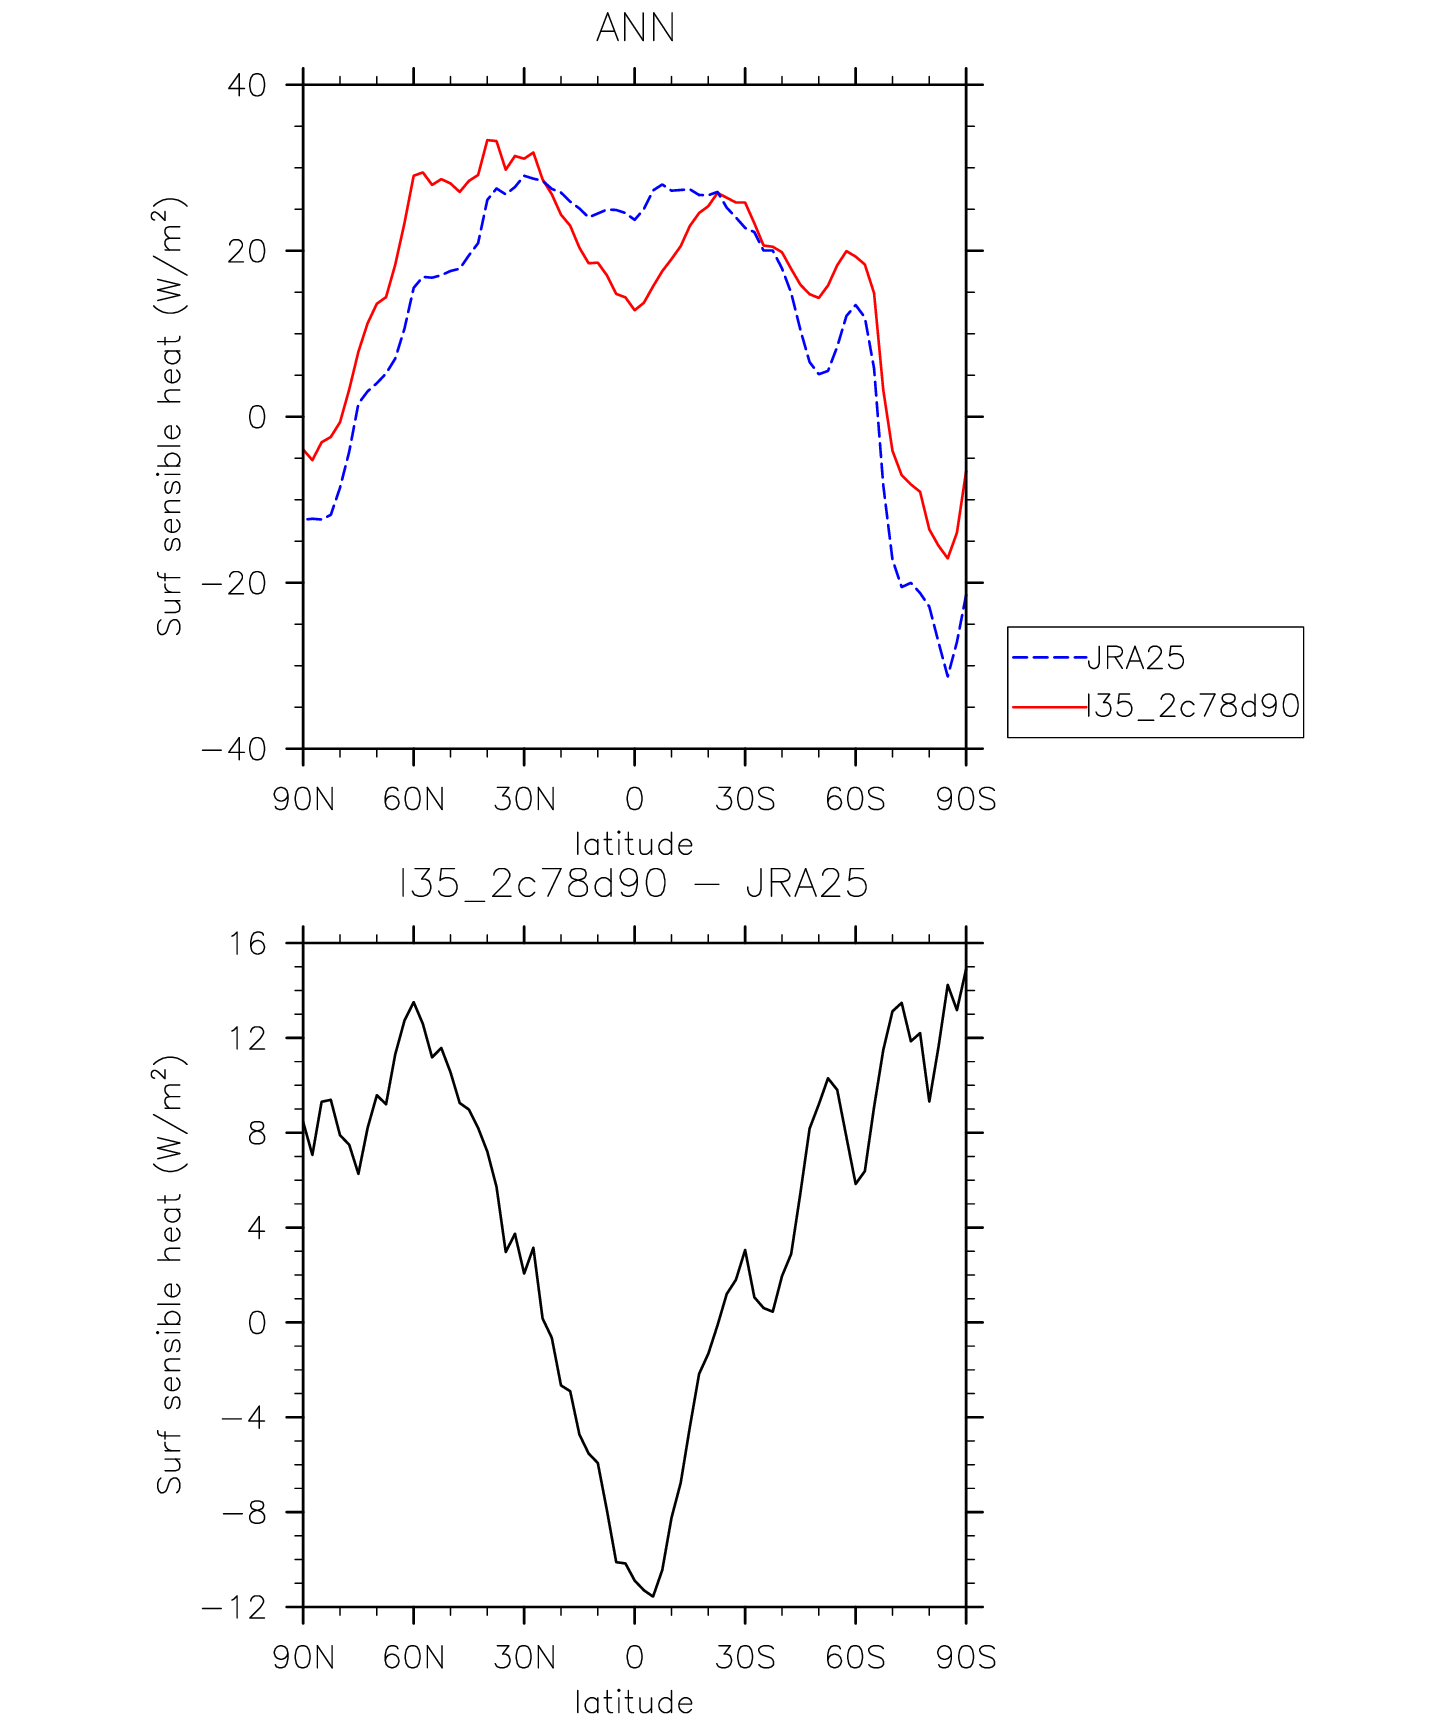 ANN
40
20
0
−20
−40
Surf sensible heat (W/m²)
90N 60N 30N 0 30S 60S 90S
latitude
JRA25
I35_2c78d90
I35_2c78d90 − JRA25
16
12
8
4
0
−4
−8
−12
Surf sensible heat (W/m²)
90N 60N 30N 0 30S 60S 90S
latitude